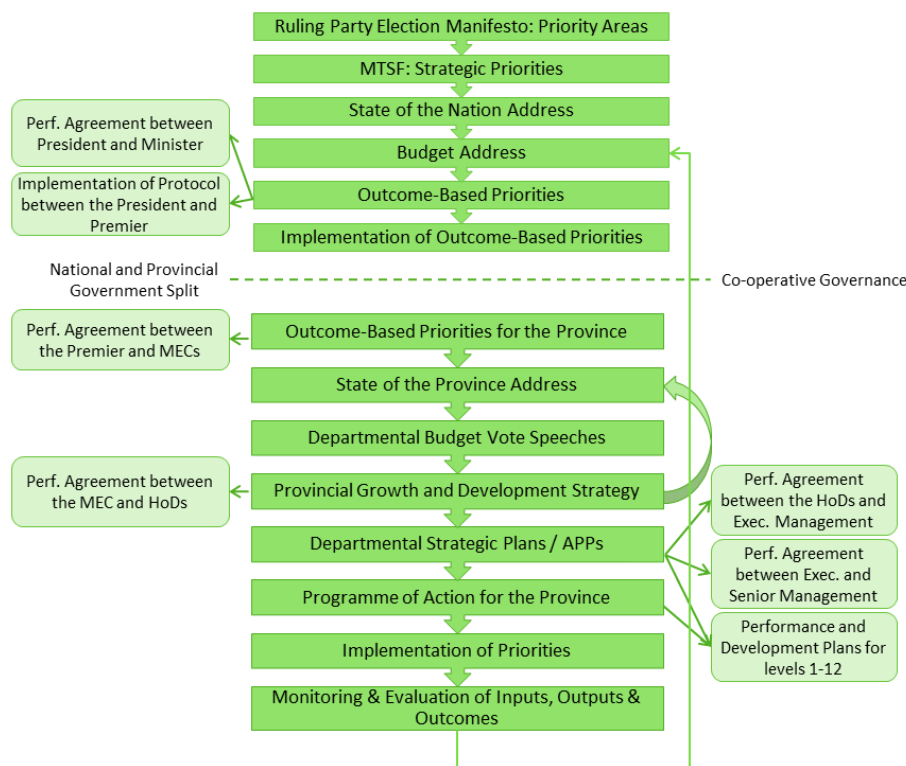 Ruling Party Election Manifesto: Priority Areas
MTSF: Strategic Priorities
State of the Nation Address
Perf. Agreement between
President and Minister
Budget Address
Implementation of Protocol
between the President and
Premier
Outcome-Based Priorities
Implementation of Outcome-Based Priorities
National and Provincial
Government Split
Co-operative Governance
Perf. Agreement between
the Premier and MECs
Outcome-Based Priorities for the Province
State of the Province Address
Departmental Budget Vote Speeches
Perf. Agreement between
the MEC and HoDs
Provincial Growth and Development Strategy
Perf. Agreement
between the HoDs and
Exec. Management
Departmental Strategic Plans / APPs
Perf. Agreement
between Exec. and
Senior Management
Programme of Action for the Province
Performance and
Development Plans for
levels 1-12
Implementation of Priorities
Monitoring & Evaluation of Inputs, Outputs &
Outcomes